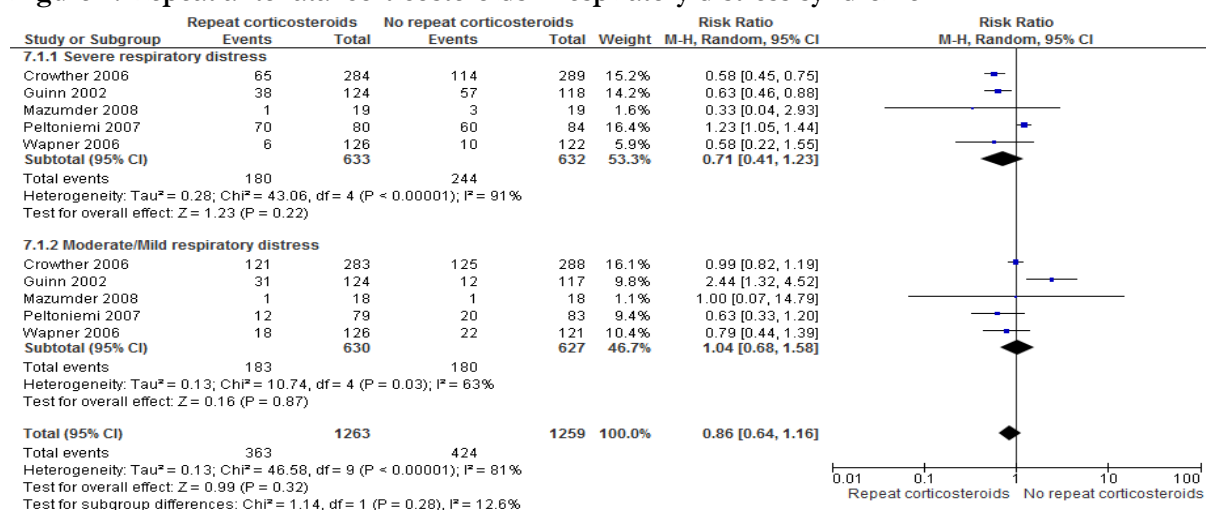 Repeat corticosteroids No repeat corticosteroids Risk Ratio Risk Ratio
Study or Subgroup Events Total Events Total Weight M-H, Random, 95% CI M-H, Random, 95% CI
7.1.1 Severe respiratory distress
Crowther 2006 65 284 114 289 15.2% 0.58 [0.45, 0.75]
Guinn 2002 38 124 57 118 14.2% 0.63 [0.46, 0.88]
Mazumder 2008 1 19 3 19 1.6% 0.33 [0.04, 2.93]
Peltoniemi 2007 70 80 60 84 16.4% 1.23 [1.05, 1.44]
Wapner 2006 6 126 10 122 5.9% 0.58 [0.22, 1.55]
Subtotal (95% CI) 633 632 53.3% 0.71 [0.41, 1.23]
Total events 180 244
Heterogeneity: Tau² = 0.28; Chi² = 43.06, df = 4 (P < 0.00001); I² = 91%
Test for overall effect: Z = 1.23 (P = 0.22)
7.1.2 Moderate/Mild respiratory distress
Crowther 2006 121 283 125 288 16.1% 0.99 [0.82, 1.19]
Guinn 2002 31 124 12 117 9.8% 2.44 [1.32, 4.52]
Mazumder 2008 1 18 1 18 1.1% 1.00 [0.07, 14.79]
Peltoniemi 2007 12 79 20 83 9.4% 0.63 [0.33, 1.20]
Wapner 2006 18 126 22 121 10.4% 0.79 [0.44, 1.39]
Subtotal (95% CI) 630 627 46.7% 1.04 [0.68, 1.58]
Total events 183 180
Heterogeneity: Tau² = 0.13; Chi² = 10.74, df = 4 (P = 0.03); I² = 63%
Test for overall effect: Z = 0.16 (P = 0.87)
Total (95% CI) 1263 1259 100.0% 0.86 [0.64, 1.16]
Total events 363 424
Heterogeneity: Tau² = 0.13; Chi² = 46.58, df = 9 (P < 0.00001); I² = 81%
Test for overall effect: Z = 0.99 (P = 0.32)
Test for subgroup differences: Chi² = 1.14, df = 1 (P = 0.28), I² = 12.6%
0.01 0.1 1 10 100
Repeat corticosteroids No repeat corticosteroids